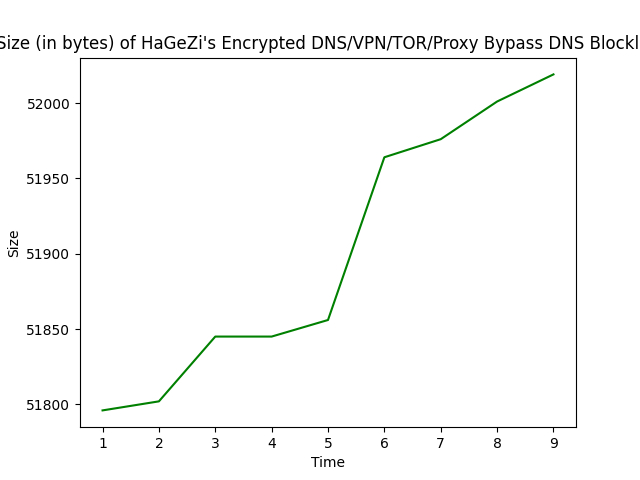 Size (in bytes) of HaGeZi's Encrypted DNS/VPN/TOR/Proxy Bypass DNS Blockl
52000
51950
51900
51850
51800
Size
1 2 3 4 5 6 7 8 9
Time